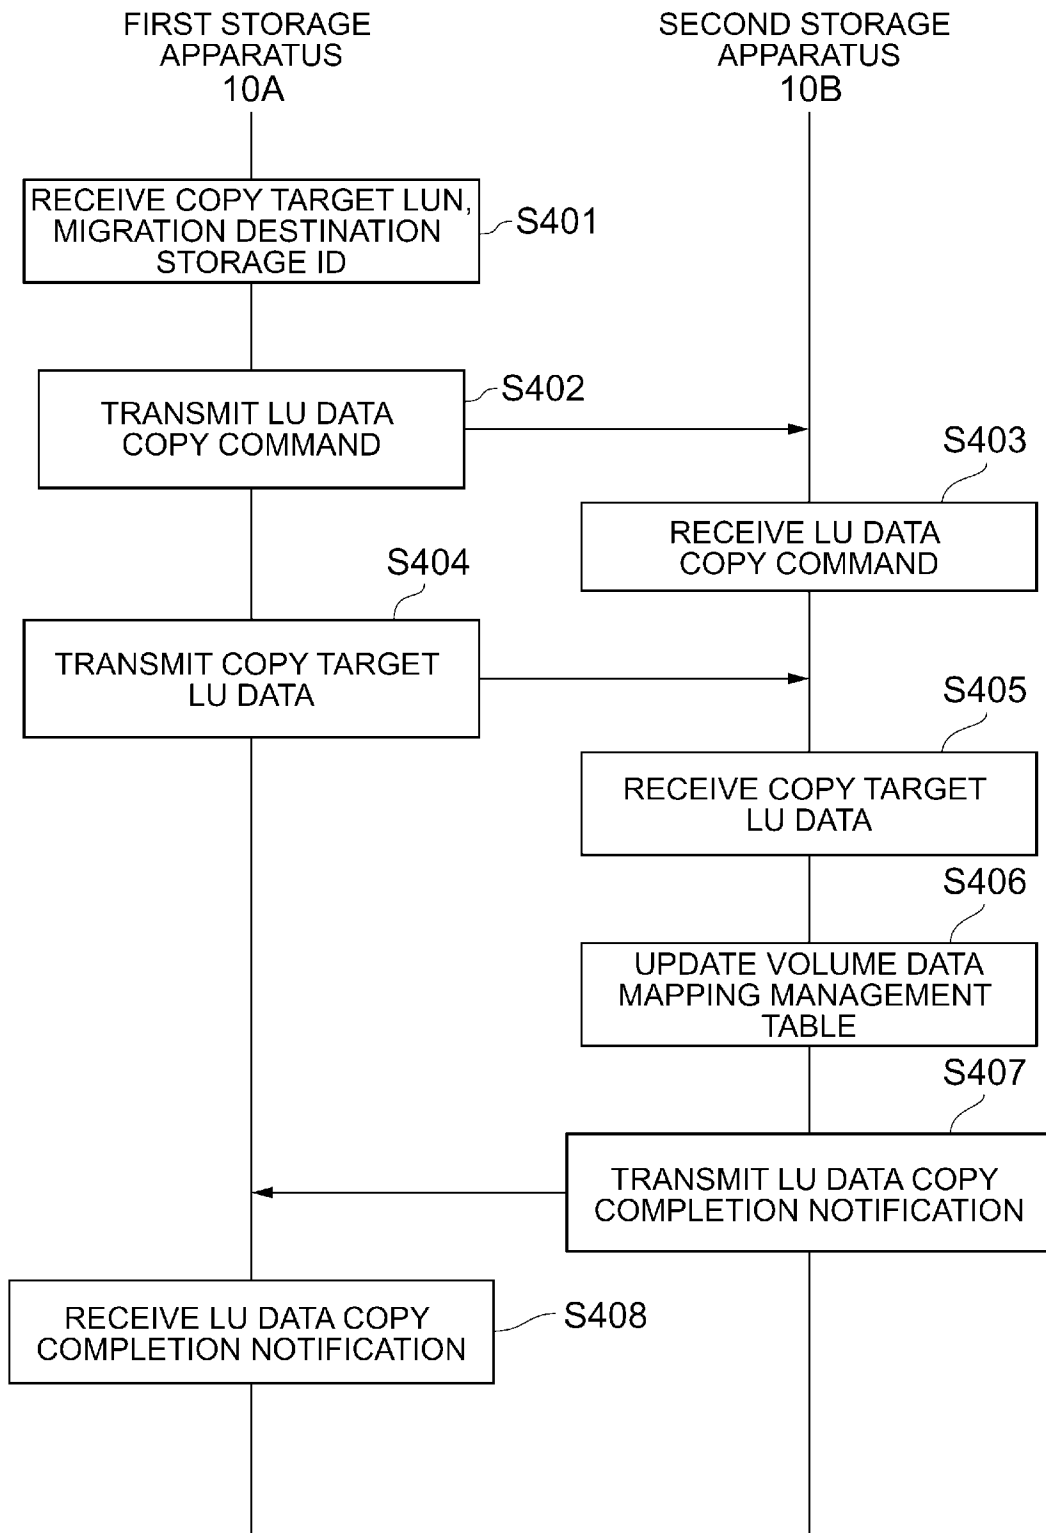 FIRST STORAGE
APPARATUS
10A
SECOND STORAGE
APPARATUS
10B
RECEIVE COPY TARGET LUN,
MIGRATION DESTINATION
STORAGE ID
S401
TRANSMIT LU DATA
COPY COMMAND
S402
S403
RECEIVE LU DATA
COPY COMMAND
S404
TRANSMIT COPY TARGET
LU DATA
S405
RECEIVE COPY TARGET
LU DATA
S406
UPDATE VOLUME DATA
MAPPING MANAGEMENT
TABLE
S407
TRANSMIT LU DATA COPY
COMPLETION NOTIFICATION
RECEIVE LU DATA COPY
COMPLETION NOTIFICATION
S408